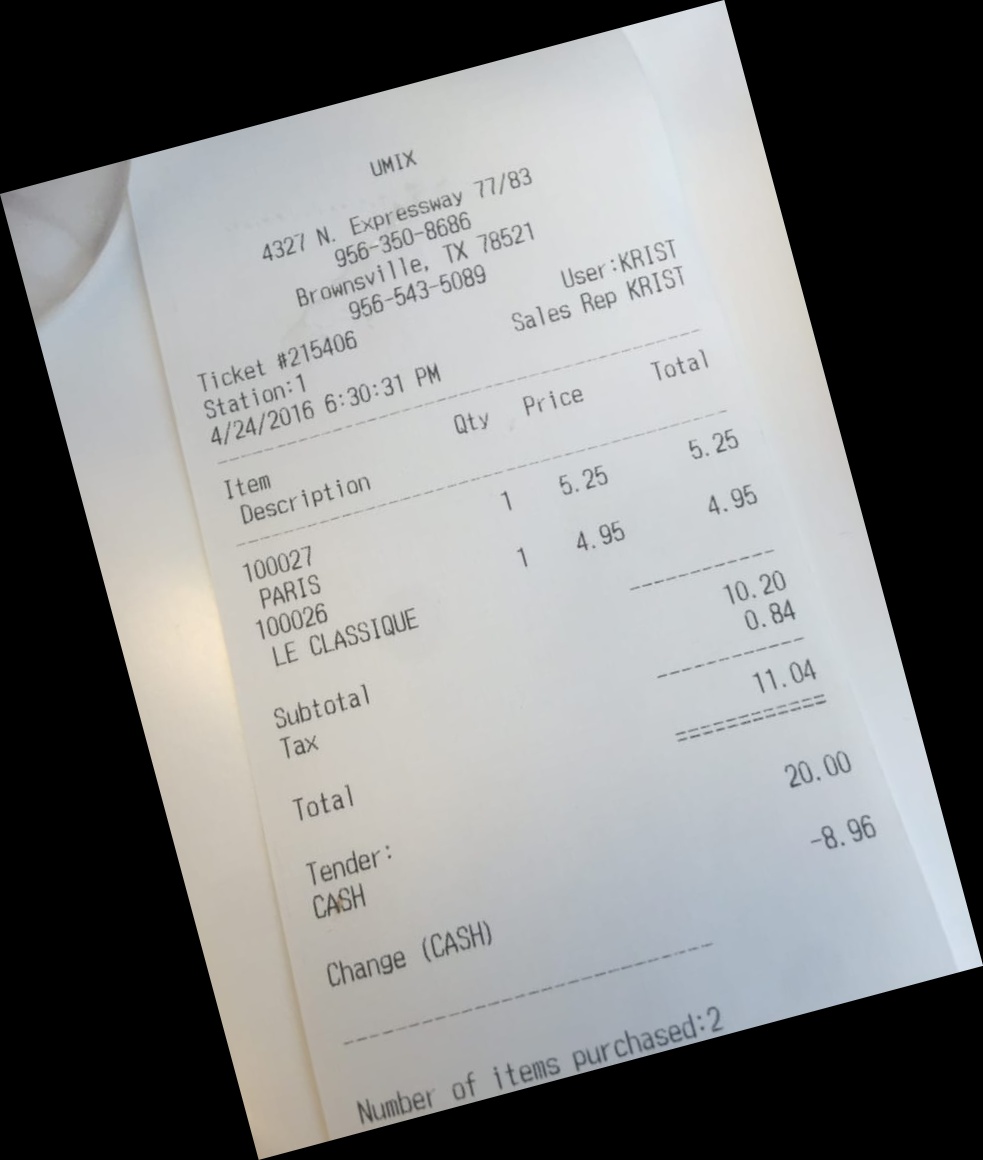 UMIX
4327 N. Expressway 77/83
956-350-8686
Brownsville, TX 78521
956-543-5089
User:KRIST
Ticket #215406 Sales Rep KRIST
Station:1
4/24/2016 6:30:31 PM
Item Qty Price Total
Description
100027 1 5.25 5.25
PARIS
100026 1 4.95 4.95
LE CLASSIQUE
Subtotal 10.20
Tax 0.84
Total 11.04
Tender:
CASH 20.00
Change (CASH) -8.96
Number of items purchased:2